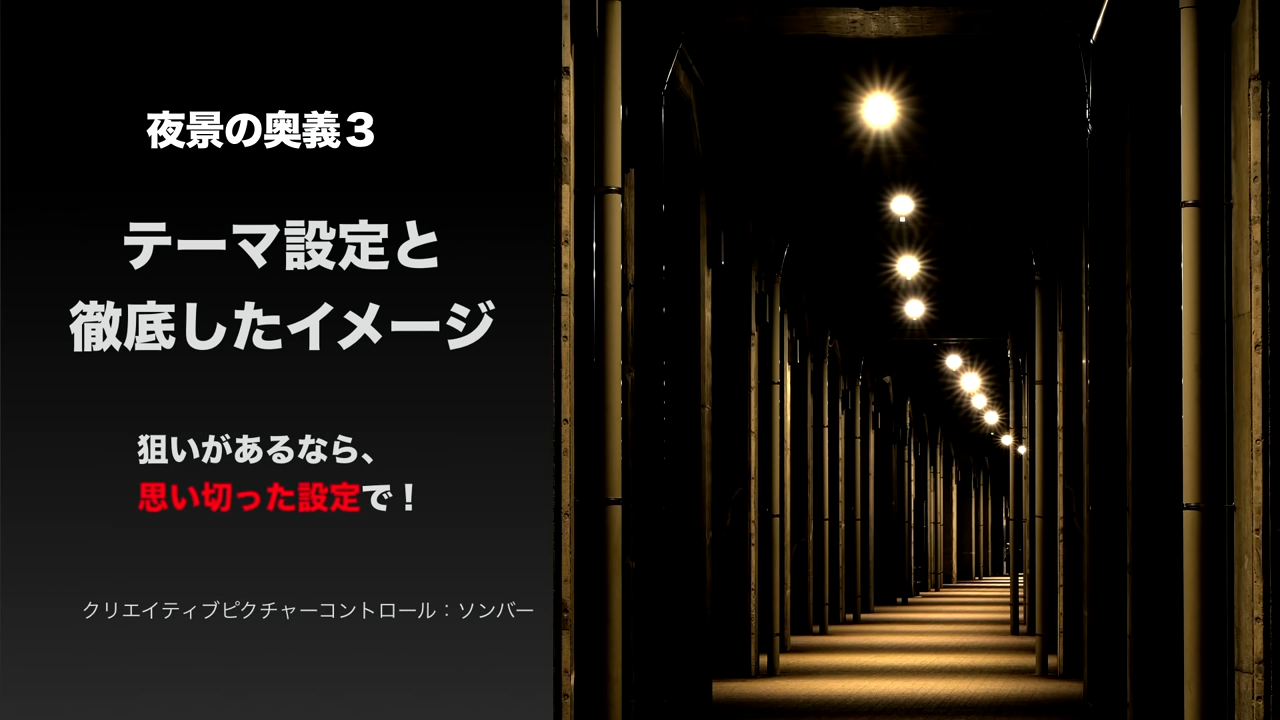 夜景の奥義３
テーマ設定と
徹底したイメージ
狙いがあるなら、
思い切った設定で！
クリエイティブピクチャーコントロール：ソンバー